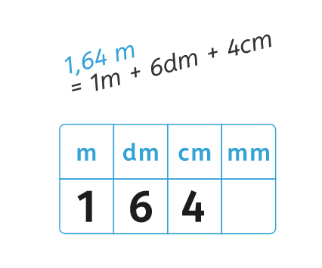 1,64 m
= 1m + 6dm + 4cm
m dm cm mm
1 6 4